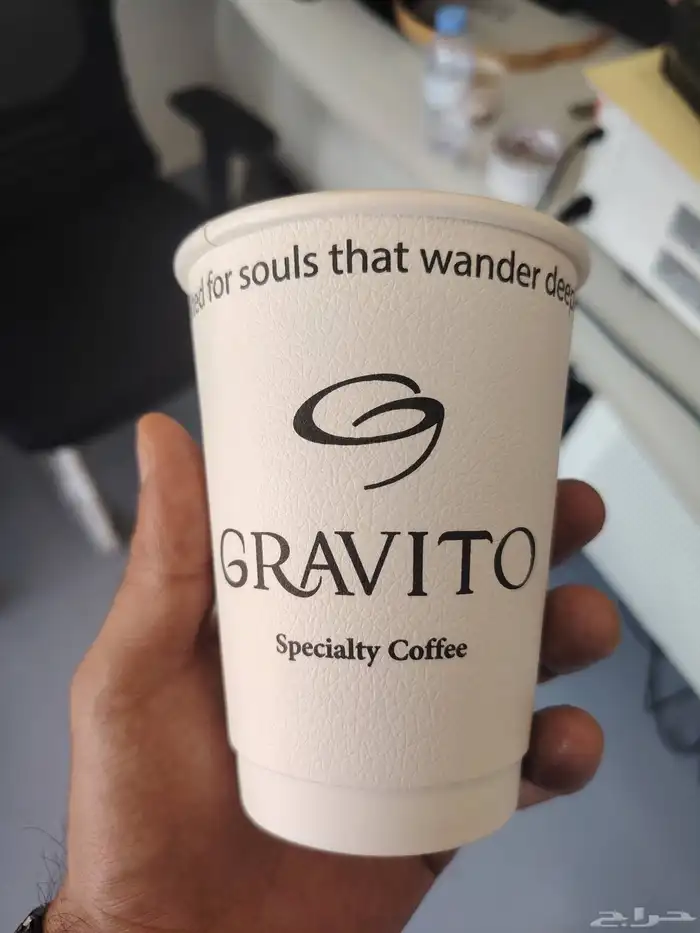 for souls that wander
GRAVITO
Specialty Coffee
حراج